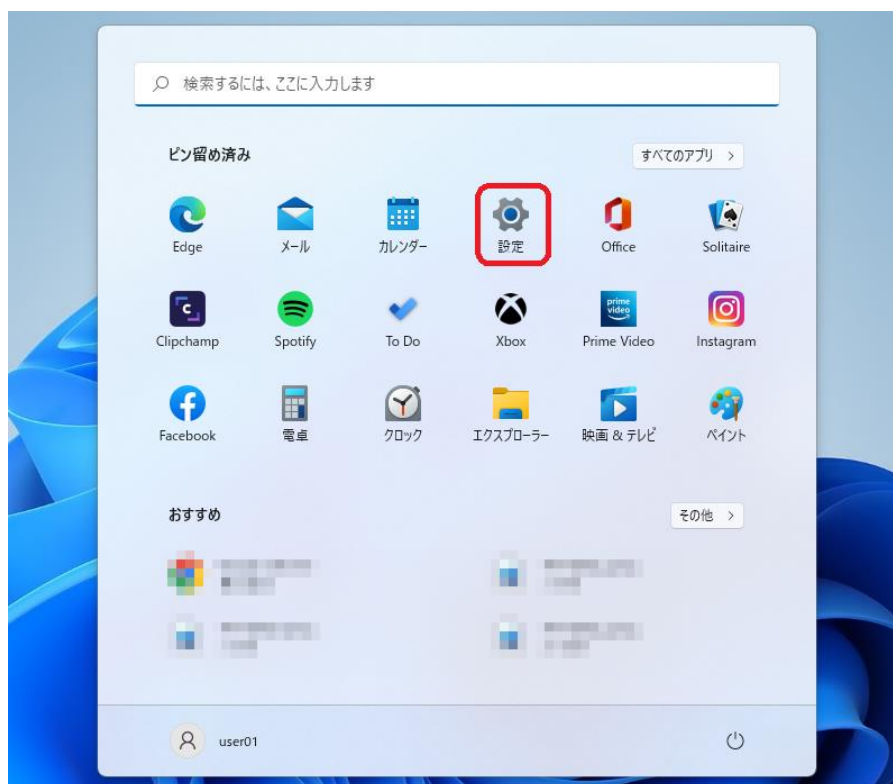 検索するには、ここに入力します
ピン留め済み
すべてのアプリ >
Edge
メール
カレンダー
設定
Office
Solitaire
prime
video
Clipchamp
Spotify
To Do
Xbox
Prime Video
Instagram
Facebook
電卓
クロック
エクスプローラー
映画 & テレビ
ペイント
おすすめ
その他 >
user01